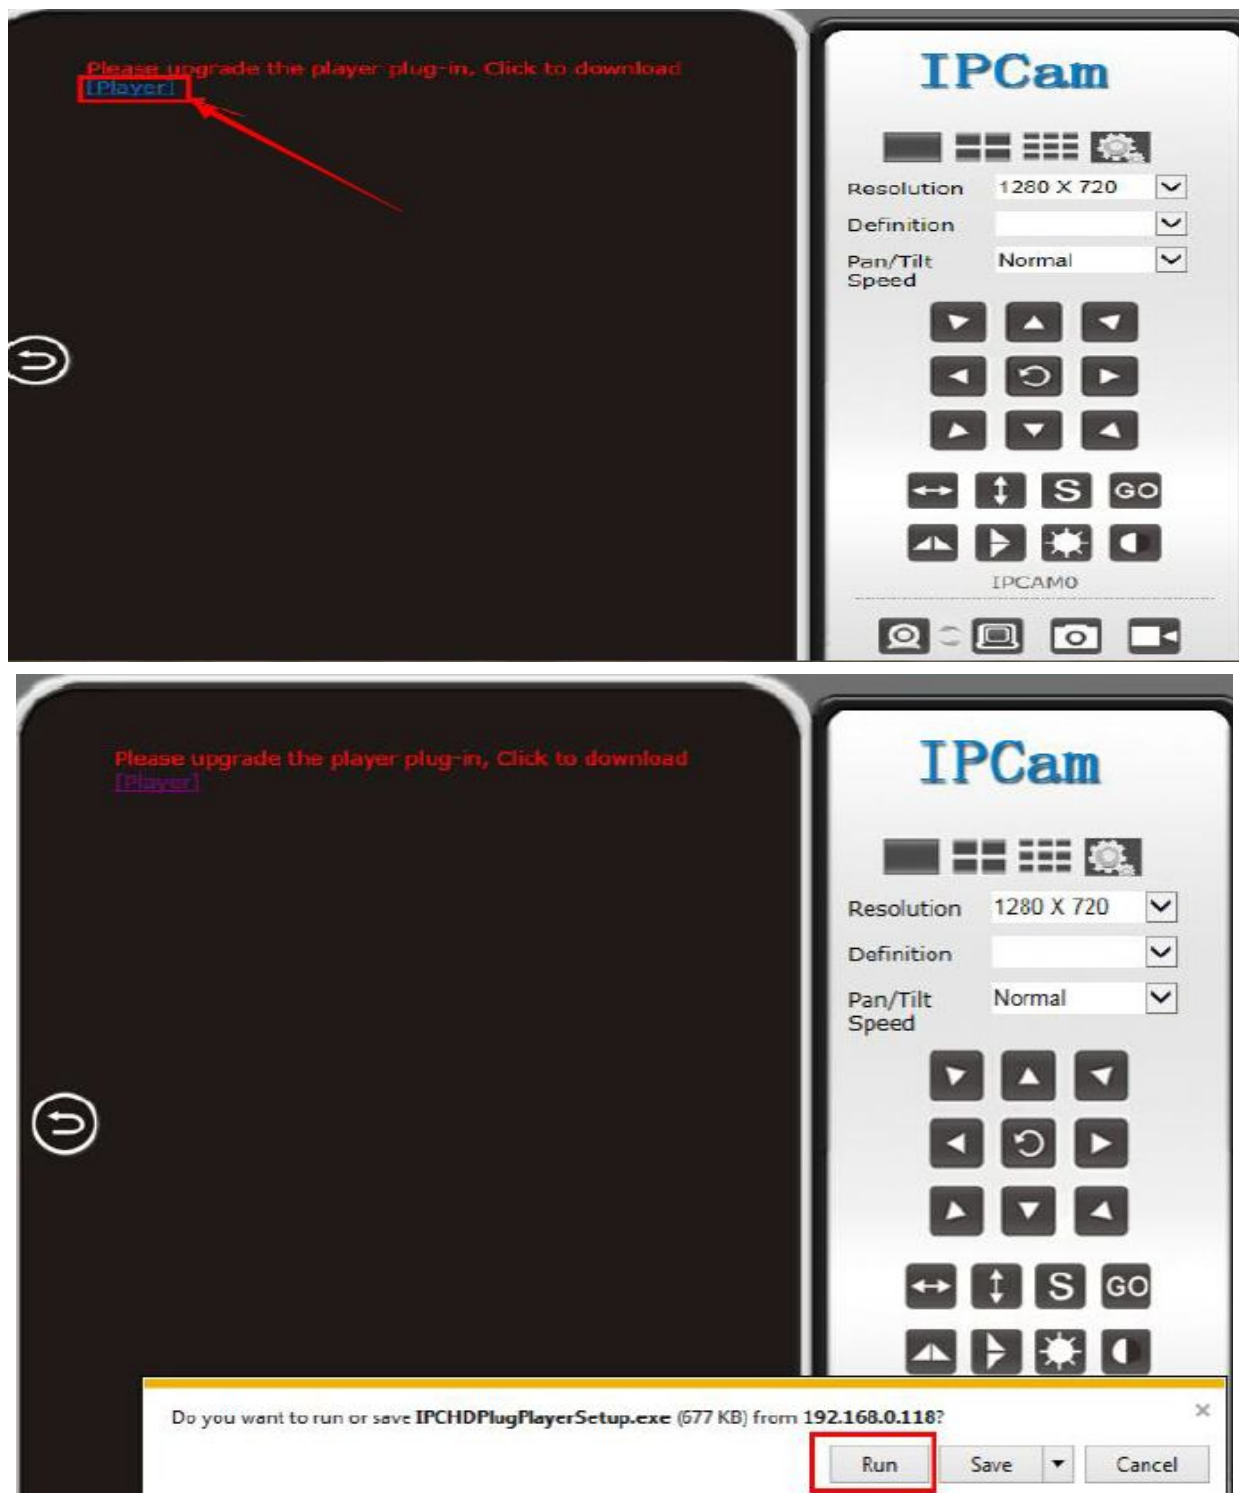 Please upgrade the player plug-in, Click to download
[Player]
IPCam
Resolution 1280 X 720
Definition
Pan/Tilt Normal
Speed
S GO
IPCAM0
Please upgrade the player plug-in, Click to download
[Player]
IPCam
Resolution 1280 X 720
Definition
Pan/Tilt Normal
Speed
S GO
Do you want to run or save IPCHDPlugPlayerSetup.exe (677 KB) from 192.168.0.118?
Run Save Cancel